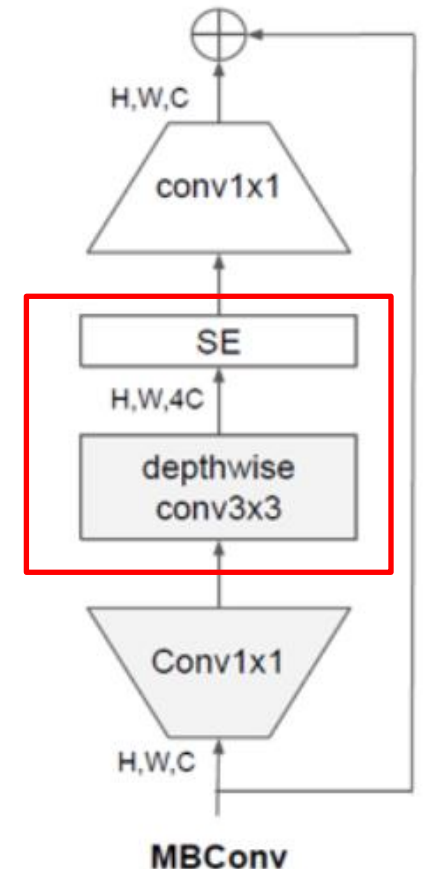 H,W,C
conv1x1
SE
H,W,4C
depthwise
conv3x3
Conv1x1
H,W,C
MBConv